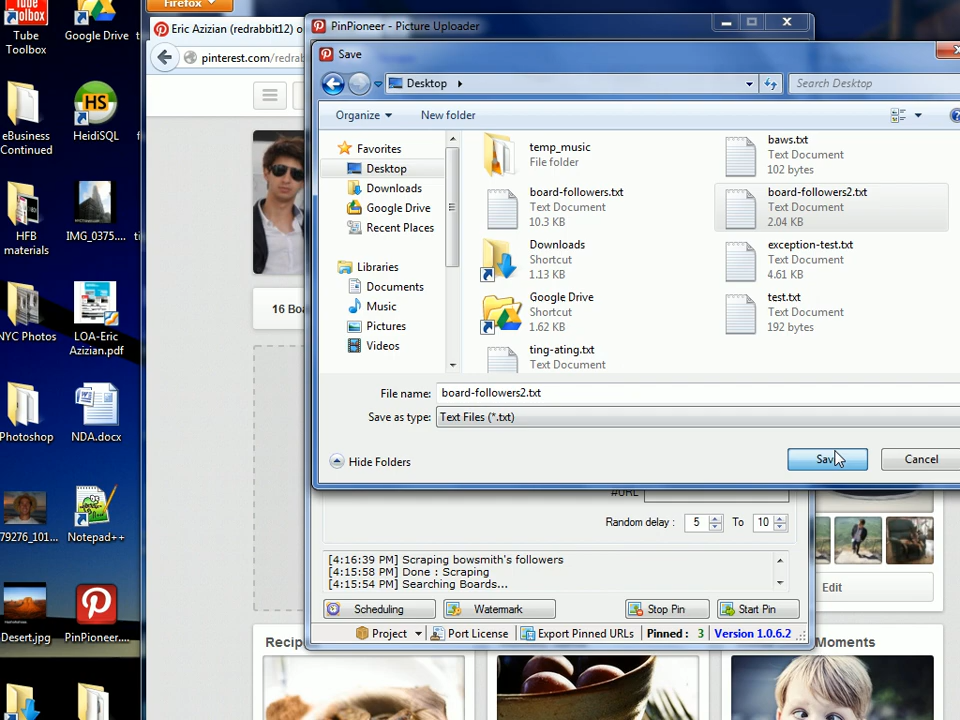 Tube
Toolbox
Google Drive
eBusiness
Continued
HS
HeidiSQL
HFB
materials
IMG_0375....
NYC Photos
LOA-Eric
Azizian.pdf
Photoshop
NDA.docx
79276_101...
Notepad++
Desert.jpg
PinPioneer....
Firefox
Eric Azizian (redrabbit12) o
pinterest.com/redrab
16 Boa
Recip
Moments
Edit
PinPioneer - Picture Uploader
Save
Desktop
Search Desktop
Organize
New folder
Favorites
Desktop
Downloads
Google Drive
Recent Places
Libraries
Documents
Music
Pictures
Videos
temp_music
File folder
baws.txt
Text Document
102 bytes
board-followers.txt
Text Document
10.3 KB
board-followers2.txt
Text Document
2.04 KB
Downloads
Shortcut
1.13 KB
exception-test.txt
Text Document
4.61 KB
Google Drive
Shortcut
1.62 KB
test.txt
Text Document
192 bytes
ting-ating.txt
Text Document
File name: board-followers2.txt
Save as type: Text Files (*.txt)
Hide Folders
Save
Cancel
#URL
Random delay : 5 To 10
[4:16:39 PM] Scraping bowsmith's followers
[4:15:58 PM] Done : Scraping
[4:15:54 PM] Searching Boards...
Scheduling
Watermark
Stop Pin
Start Pin
Project
Port License
Export Pinned URLs
Pinned : 3
Version 1.0.6.2